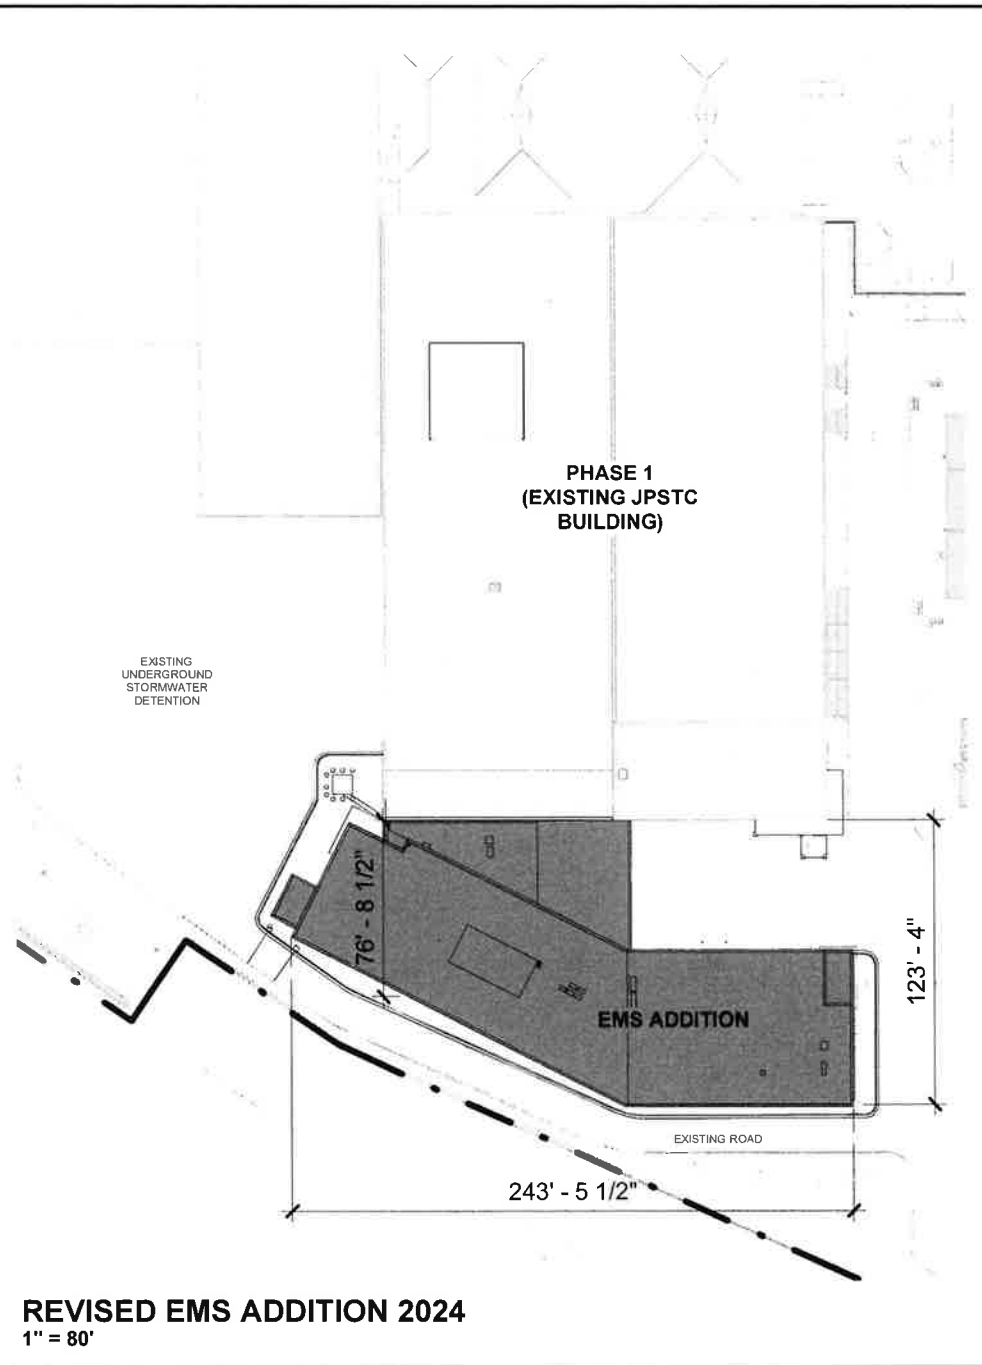 PHASE 1
(EXISTING JPSTC
BUILDING)
EXISTING
UNDERGROUND
STORMWATER
DETENTION
76' - 8 1/2"
123' - 4"
EMS ADDITION
EXISTING ROAD
243' - 5 1/2"
REVISED EMS ADDITION 2024
1" = 80'